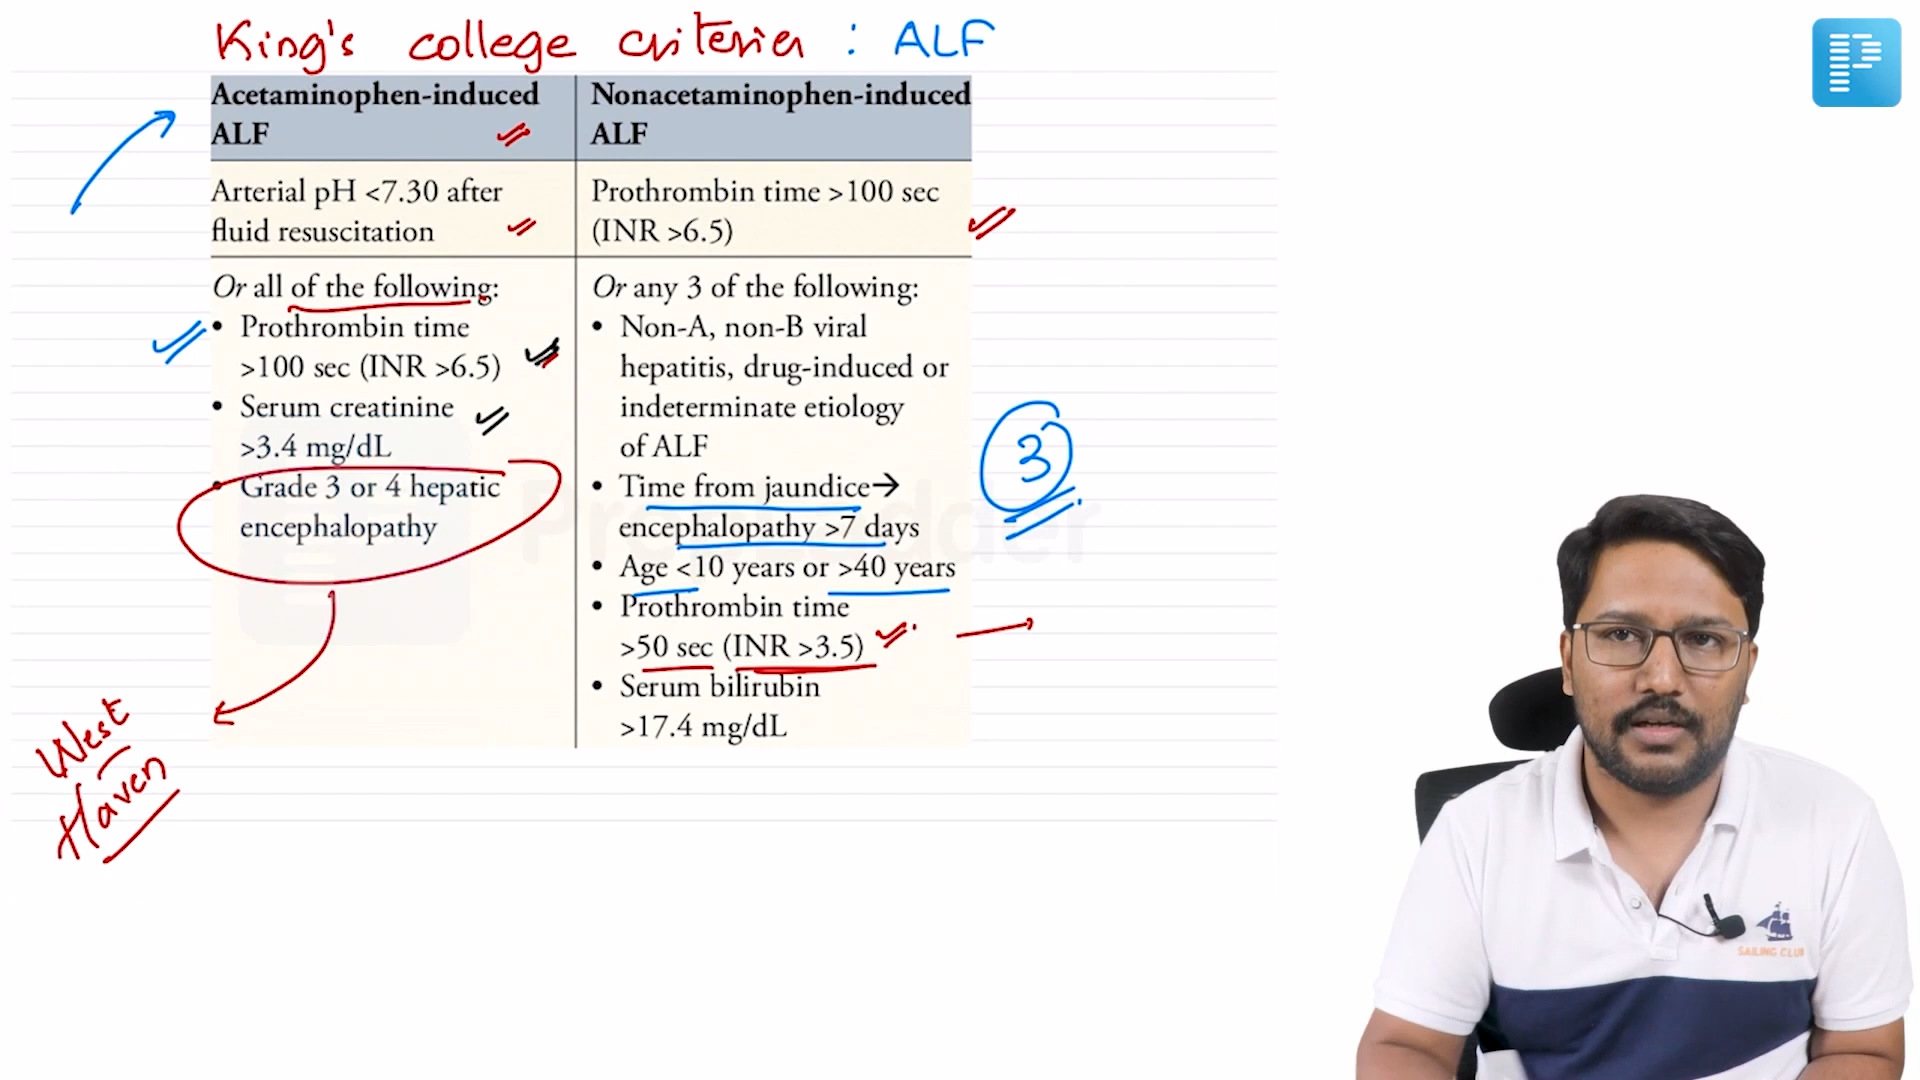 King's college criteria : ALF
Acetaminophen-induced
ALF
Nonacetaminophen-induced
ALF
Arterial pH <7.30 after
fluid resuscitation
Prothrombin time >100 sec
(INR >6.5)
Or all of the following:
• Prothrombin time
>100 sec (INR >6.5)
• Serum creatinine
>3.4 mg/dL
• Grade 3 or 4 hepatic
encephalopathy
Or any 3 of the following:
• Non-A, non-B viral
hepatitis, drug-induced or
indeterminate etiology
of ALF
• Time from jaundice→
encephalopathy >7 days
• Age <10 years or >40 years
• Prothrombin time
>50 sec (INR >3.5)
• Serum bilirubin
>17.4 mg/dL
3
West
Haven
SAILING CLUB